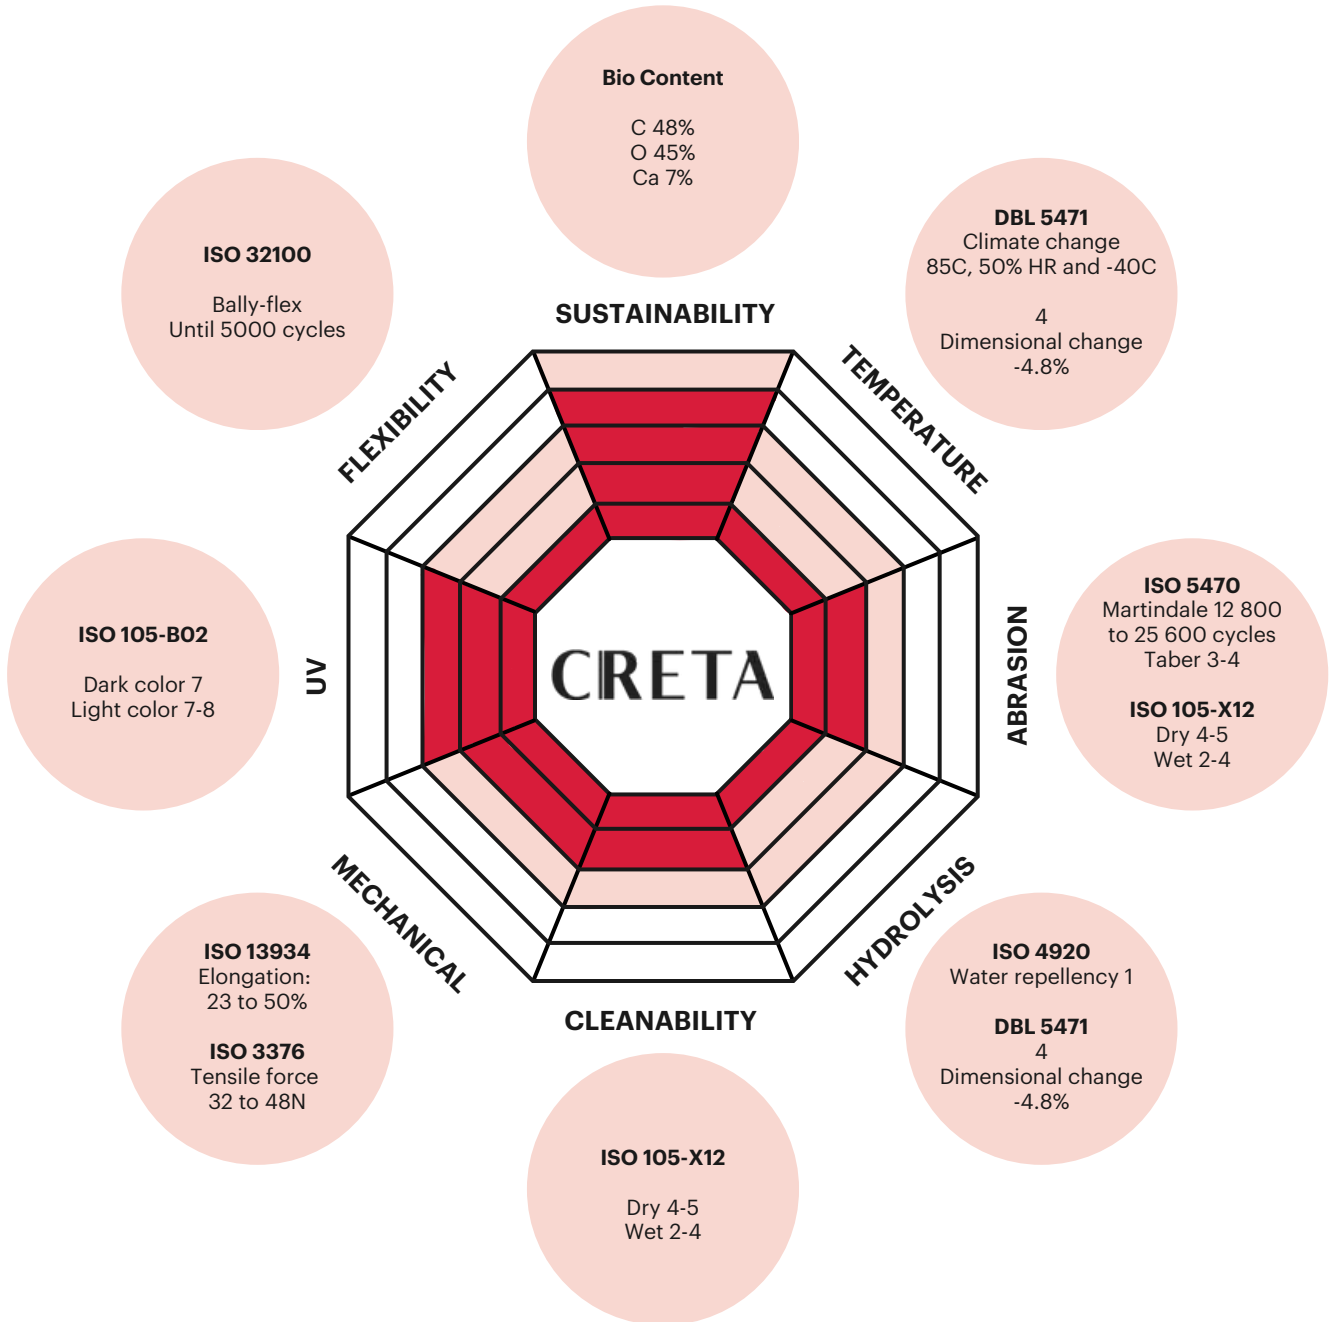 Bio Content
C 48%
O 45%
Ca 7%
ISO 32100
Bally-flex
Until 5000 cycles
DBL 5471
Climate change
85C, 50% HR and -40C
4
Dimensional change
-4.8%
SUSTAINABILITY
FLEXIBILITY
TEMPERATURE
ISO 105-B02
Dark color 7
Light color 7-8
UV
CRETA
ABRASION
ISO 5470
Martindale 12 800
to 25 600 cycles
Taber 3-4
ISO 105-X12
Dry 4-5
Wet 2-4
MECHANICAL
HYDROLYSIS
CLEANABILITY
ISO 13934
Elongation:
23 to 50%
ISO 3376
Tensile force
32 to 48N
ISO 4920
Water repellency 1
DBL 5471
4
Dimensional change
-4.8%
ISO 105-X12
Dry 4-5
Wet 2-4